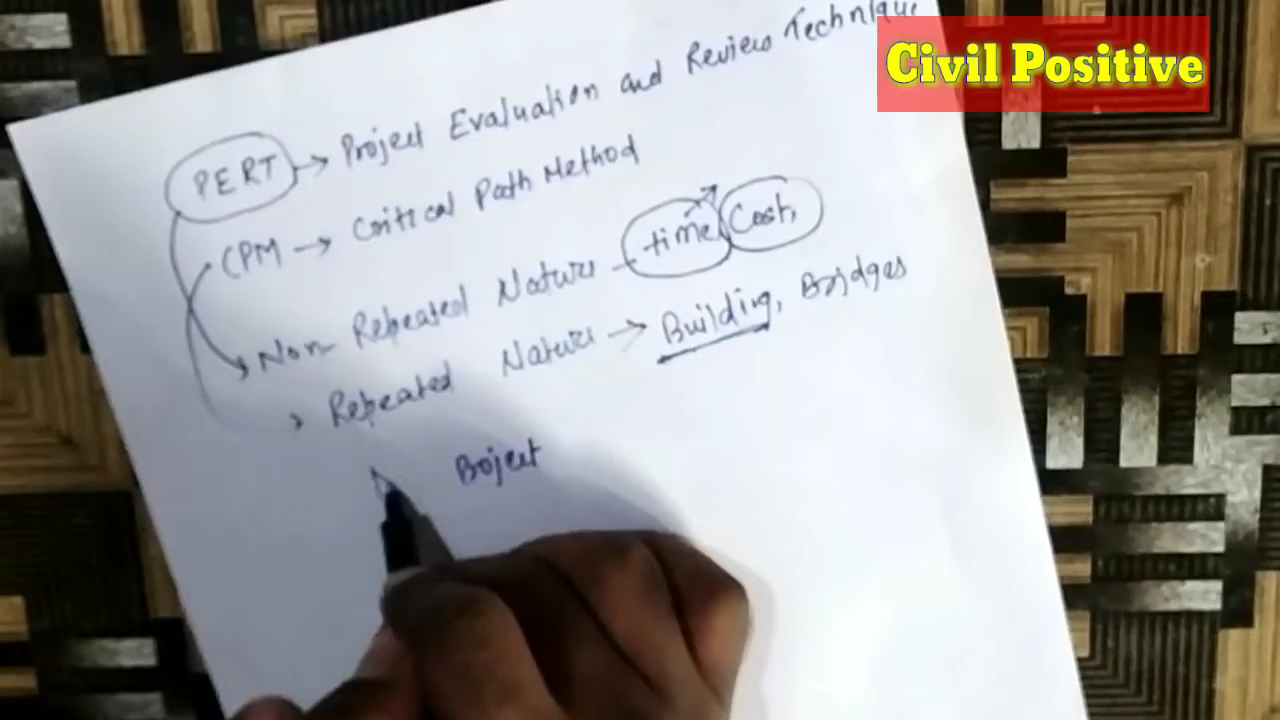 Civil Positive
PERT → Project Evaluation and Review Technique
CPM → Critical Path Method
Non-Repeated Nature - time, Cost,
Repeated Nature → Building, Bridges
Project